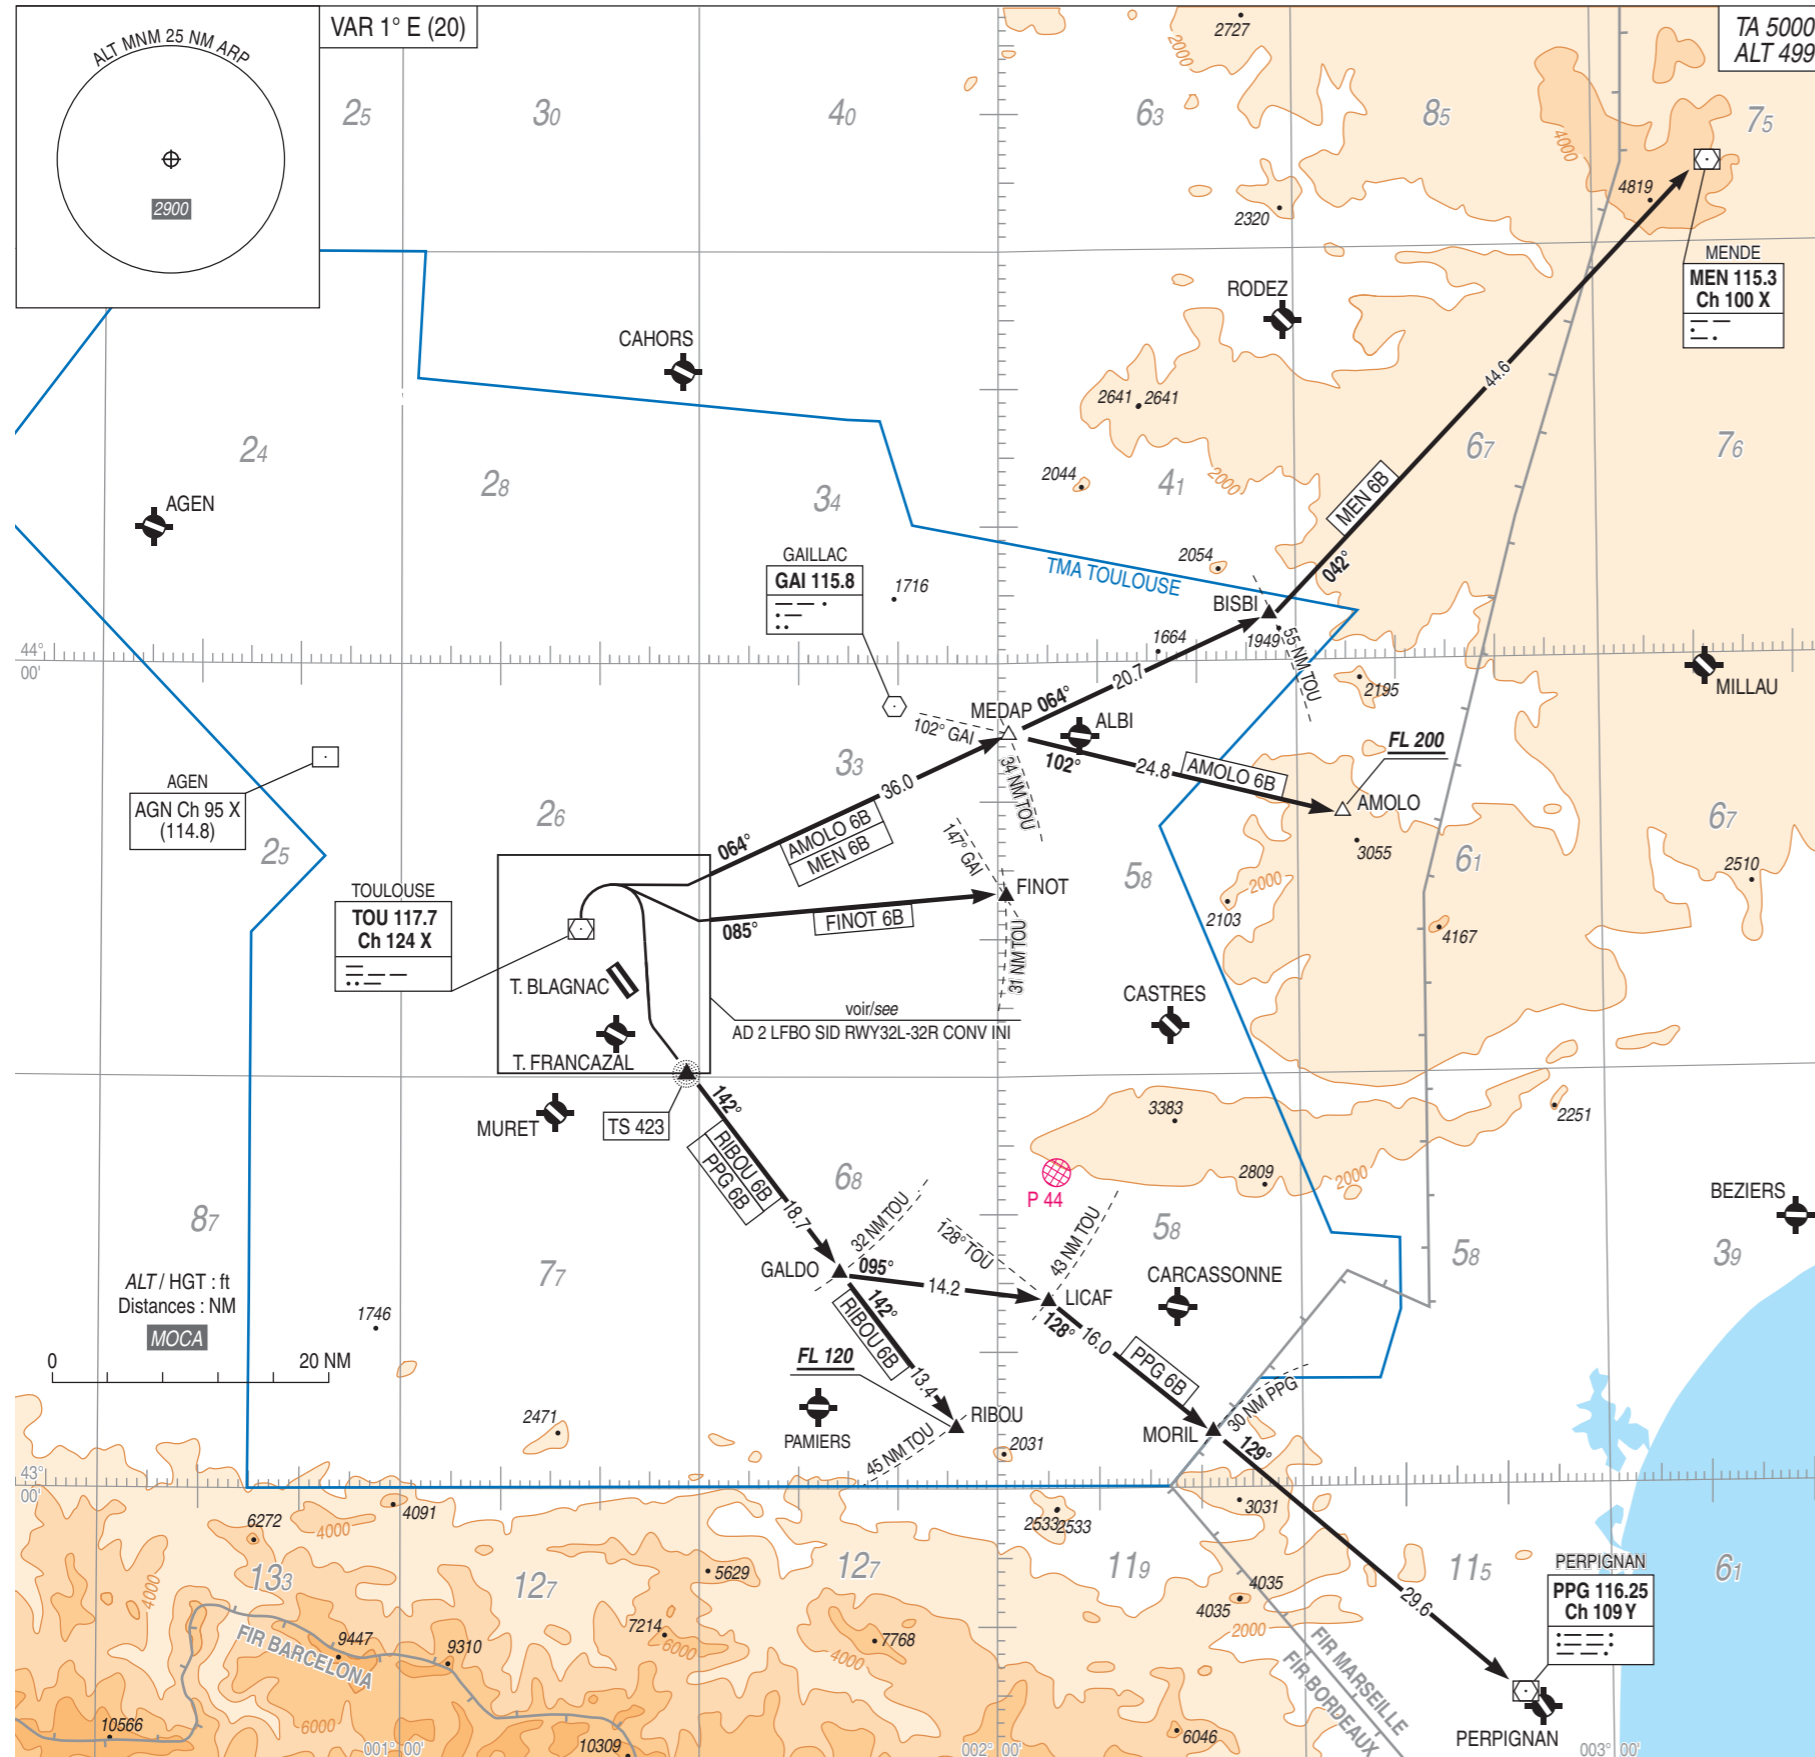 ALT MNM 25 NM ARP
2900
VAR 1° E (20)
TA 5000
ALT 499
2727
25
30
40
63
85
75
2000
4000
4819
2320
MENDE
MEN 115.3
Ch 100 X
RODEZ
CAHORS
44.6
2641
2641
24
28
34
41
67
76
2044
2000
MEN 6B
AGEN
GAILLAC
GAI 115.8
1716
2054
TMA TOULOUSE
042°
BISBI
1949
55 NM TOU
1664
44°
00'
20.7
064°
2195
MILLAU
MEDAP
ALBI
102° GAI
34 NM TOU
102°
24.8
AMOLO 6B
FL 200
AMOLO
33
36.0
AGEN
AGN Ch 95 X
(114.8)
26
25
064°
AMOLO 6B
MEN 6B
147° GAI
3055
67
61
2510
58
2000
2103
4167
TOULOUSE
TOU 117.7
Ch 124 X
FINOT
FINOT 6B
085°
31 NM TOU
T. BLAGNAC
CASTRES
voir/see
AD 2 LFBO SID RWY32L-32R CONV INI
T. FRANCAZAL
TS 423
MURET
142°
RIBOU 6B
PPG 6B
18.7
3383
2251
2809
2000
P 44
68
87
77
58
58
39
BEZIERS
32 NM TOU
128° TOU
43 NM TOU
GALDO
095°
14.2
LICAF
CARCASSONNE
ALT / HGT : ft
Distances : NM
MOCA
0
20 NM
1746
142°
RIBOU 6B
13.4
128°
16.0
PPG 6B
FL 120
PAMIERS
RIBOU
45 NM TOU
2471
2031
MORIL
30 NM PPG
129°
43°
00'
6272
4000
4091
2533
2533
3031
133
127
127
119
115
61
4000
5629
4035
4035
29.6
PERPIGNAN
PPG 116.25
Ch 109 Y
FIR BARCELONA
9447
9310
7214
6000
7768
4000
2000
FIR MARSEILLE
FIR BORDEAUX
10566
6000
10309
6046
PERPIGNAN
001° 00'
002° 00'
003° 00'